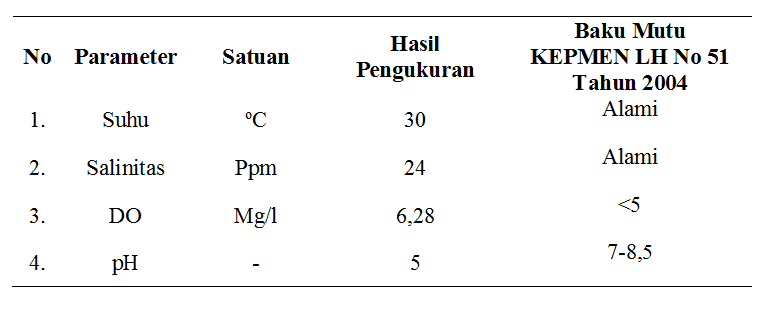 No Parameter Satuan Hasil Pengukuran Baku Mutu KEPMEN LH No 51 Tahun 2004
1. Suhu ºC 30 Alami
2. Salinitas Ppm 24 Alami
3. DO Mg/l 6,28 <5
4. pH - 5 7-8,5